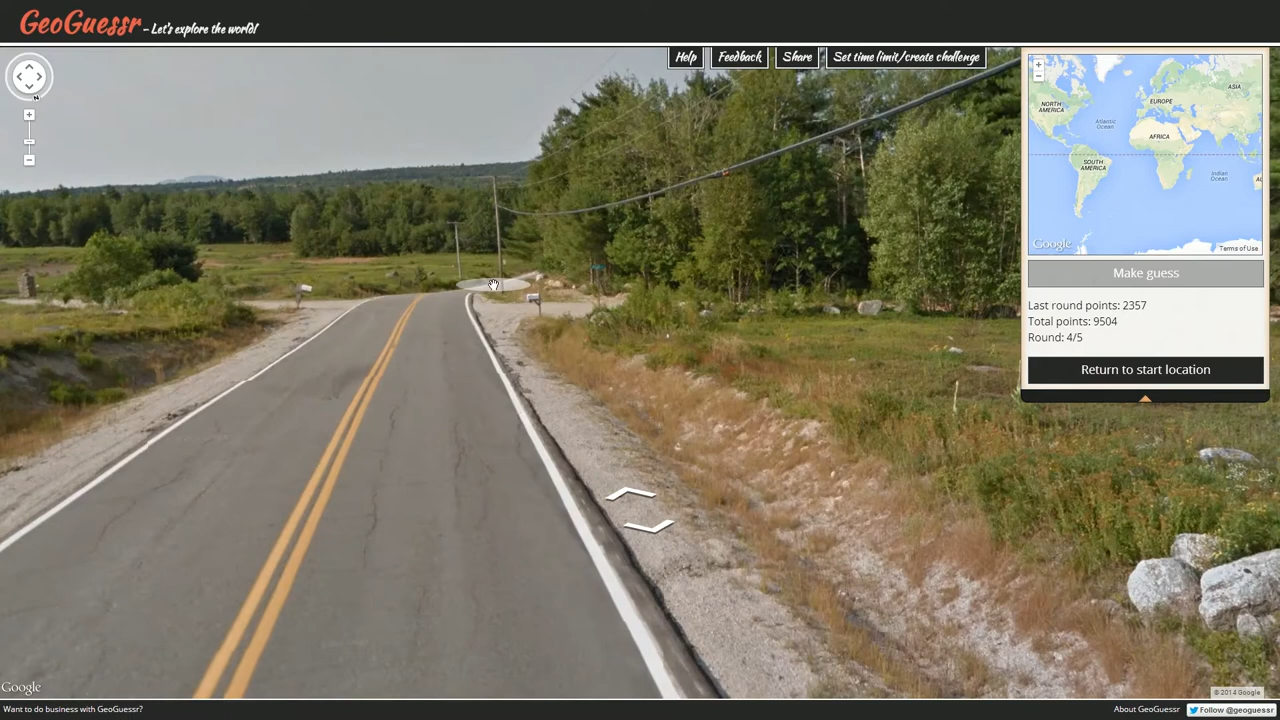 GeoGuessr - Let's explore the world!
Help
Feedback
Share
Set time limit/create challenge
NORTH AMERICA
Atlantic Ocean
EUROPE
ASIA
AFRICA
SOUTH AMERICA
Indian Ocean
Google
Terms of Use
Make guess
Last round points: 2357
Total points: 9504
Round: 4/5
Return to start location
Google
© 2014 Google
Want to do business with GeoGuessr?
About GeoGuessr
Follow @geoguessr